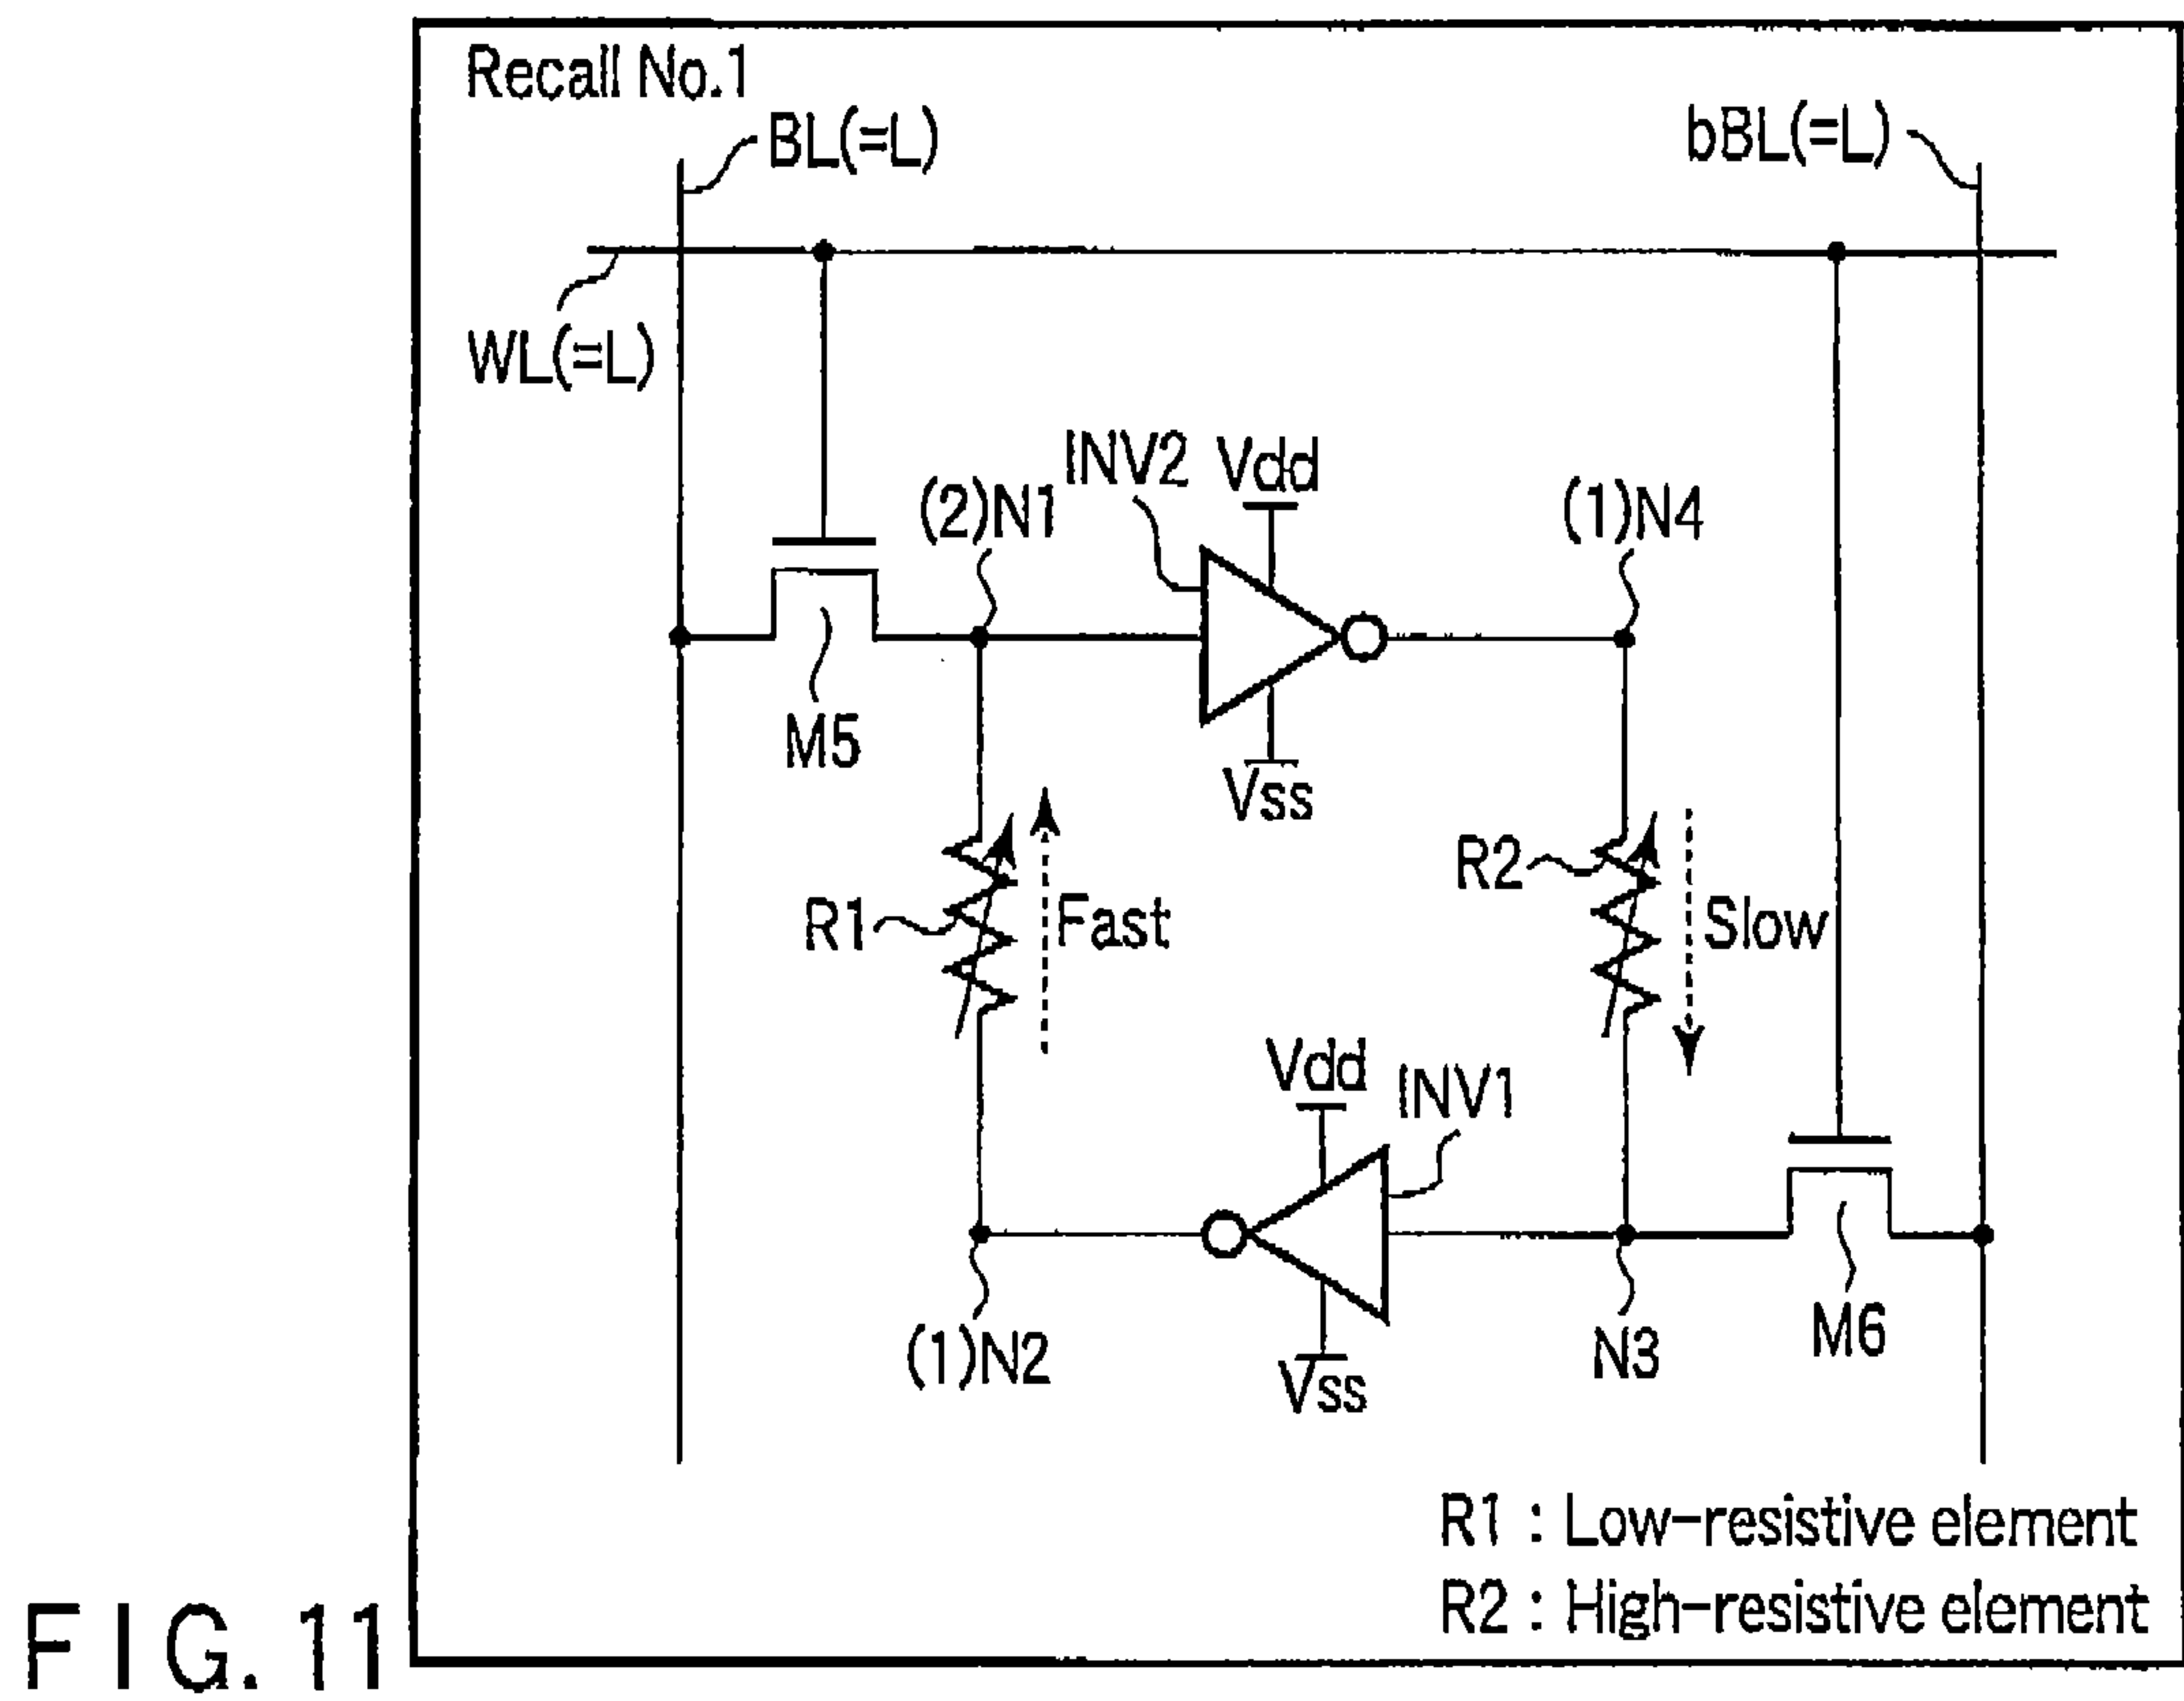 Recall No.1
BL(=L)
bBL(=L)
WL(=L)
INV2
Vdd
(2)N1
(1)N4
M5
Vss
R2
R1
Fast
Slow
Vdd
INV1
M6
(1)N2
N3
Vss
R1 : Low-resistive element
R2 : High-resistive element
FIG. 11